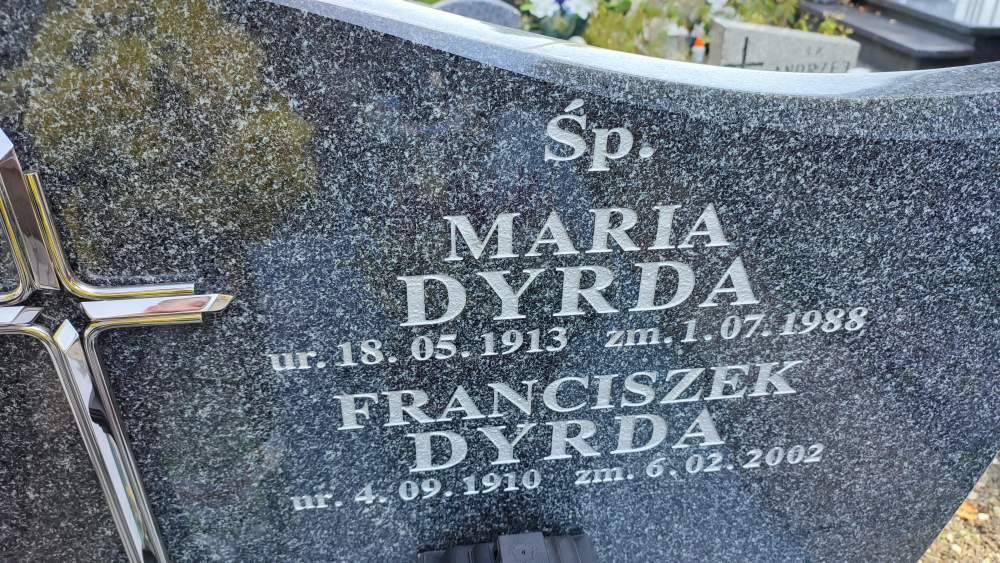 Śp.
MARIA
DYRDA
ur. 18. 05. 1913 zm. 1. 07. 1988
FRANCISZEK
DYRDA
ur. 4. 09. 1910 zm. 6. 02. 2002
ANDRZEJ